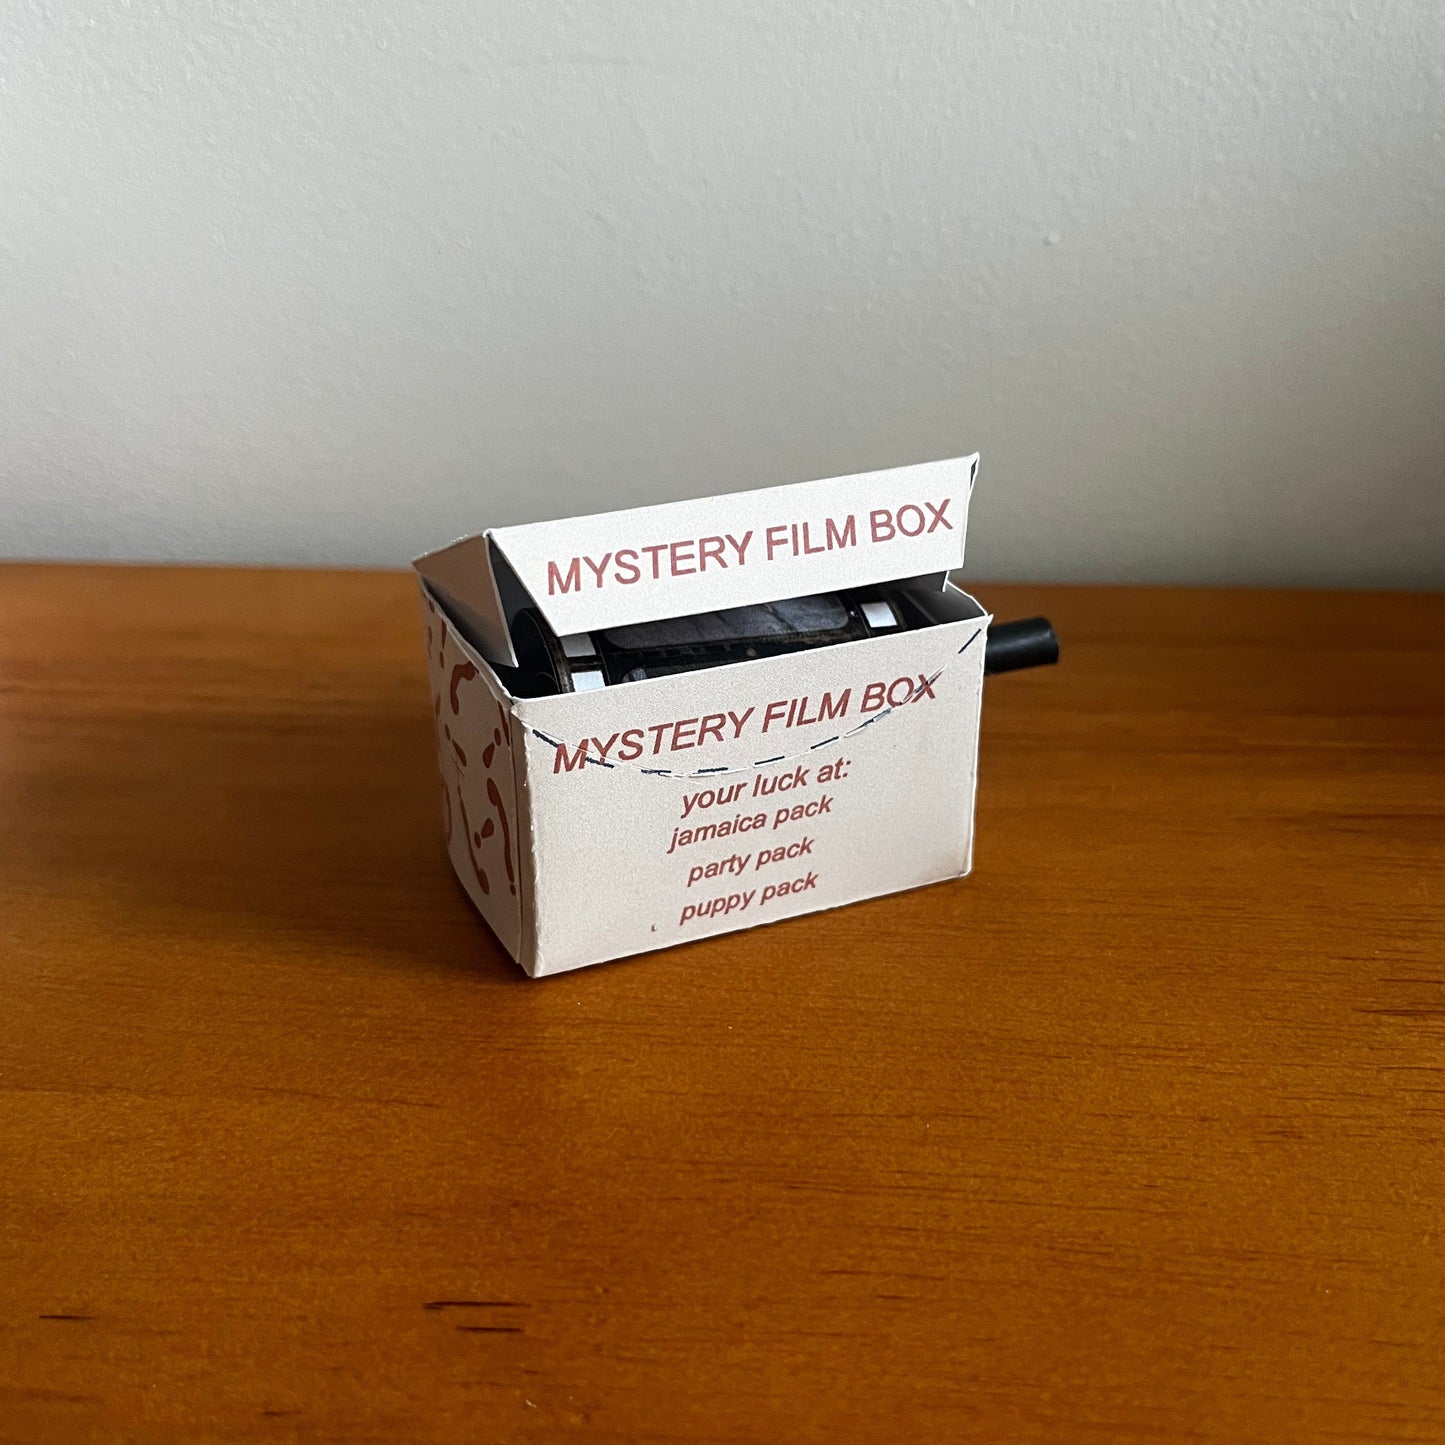 MYSTERY FILM BOX
MYSTERY FILM BOX
your luck at:
jamaica pack
party pack
puppy pack